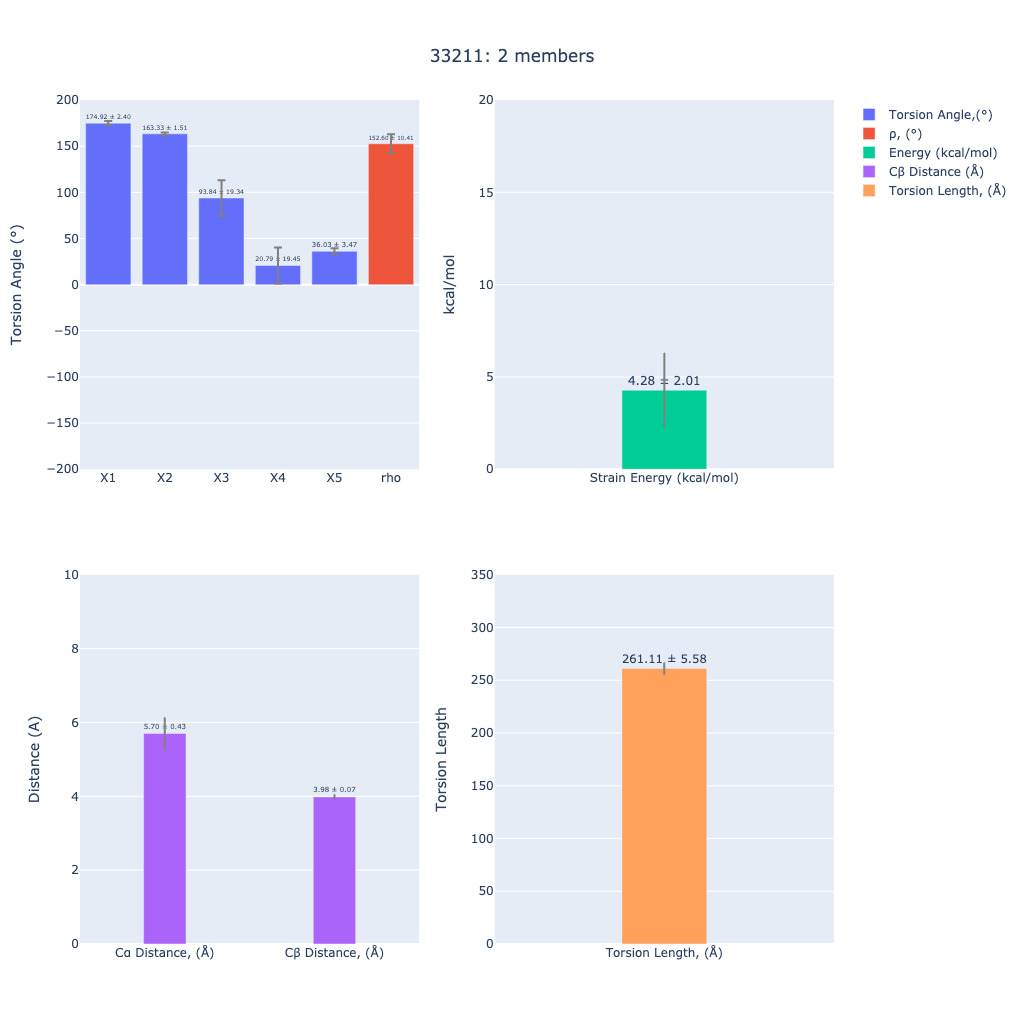 33211: 2 members
200
150
100
50
0
−50
−100
−150
−200
Torsion Angle (°)
174.92 ± 2.40
163.33 ± 1.51
93.84 ± 19.34
20.79 ± 19.45
36.03 ± 3.47
152.60 ± 10.41
X1 X2 X3 X4 X5 rho
20
15
10
5
0
kcal/mol
4.28 ± 2.01
Strain Energy (kcal/mol)
Torsion Angle,(°)
ρ, (°)
Energy (kcal/mol)
Cβ Distance (Å)
Torsion Length, (Å)
10
8
6
4
2
0
Distance (A)
5.70 ± 0.43
3.98 ± 0.07
Cα Distance, (Å) Cβ Distance, (Å)
350
300
250
200
150
100
50
0
Torsion Length
261.11 ± 5.58
Torsion Length, (Å)